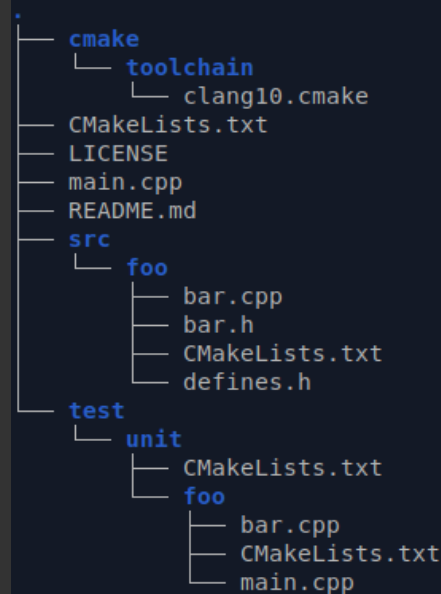 .
cmake
toolchain
clang10.cmake
CMakeLists.txt
LICENSE
main.cpp
README.md
src
foo
bar.cpp
bar.h
CMakeLists.txt
defines.h
test
unit
CMakeLists.txt
foo
bar.cpp
CMakeLists.txt
main.cpp